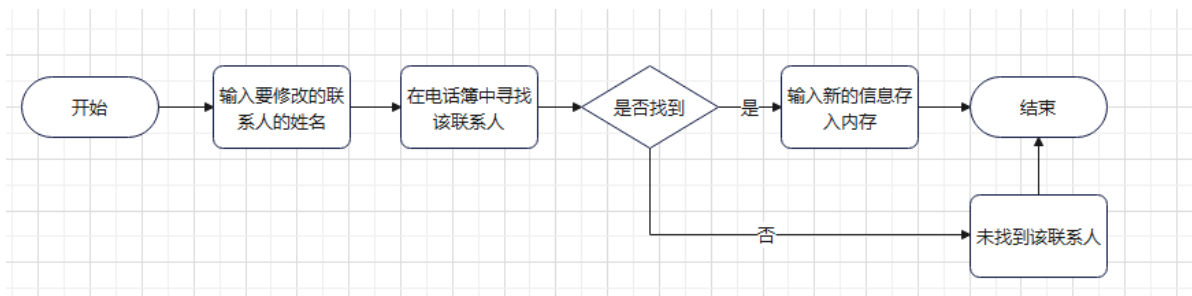 开始
输入要修改的联
系人的姓名
在电话簿中寻找
该联系人
是否找到
是
输入新的信息存
入内存
结束
否
未找到该联系人